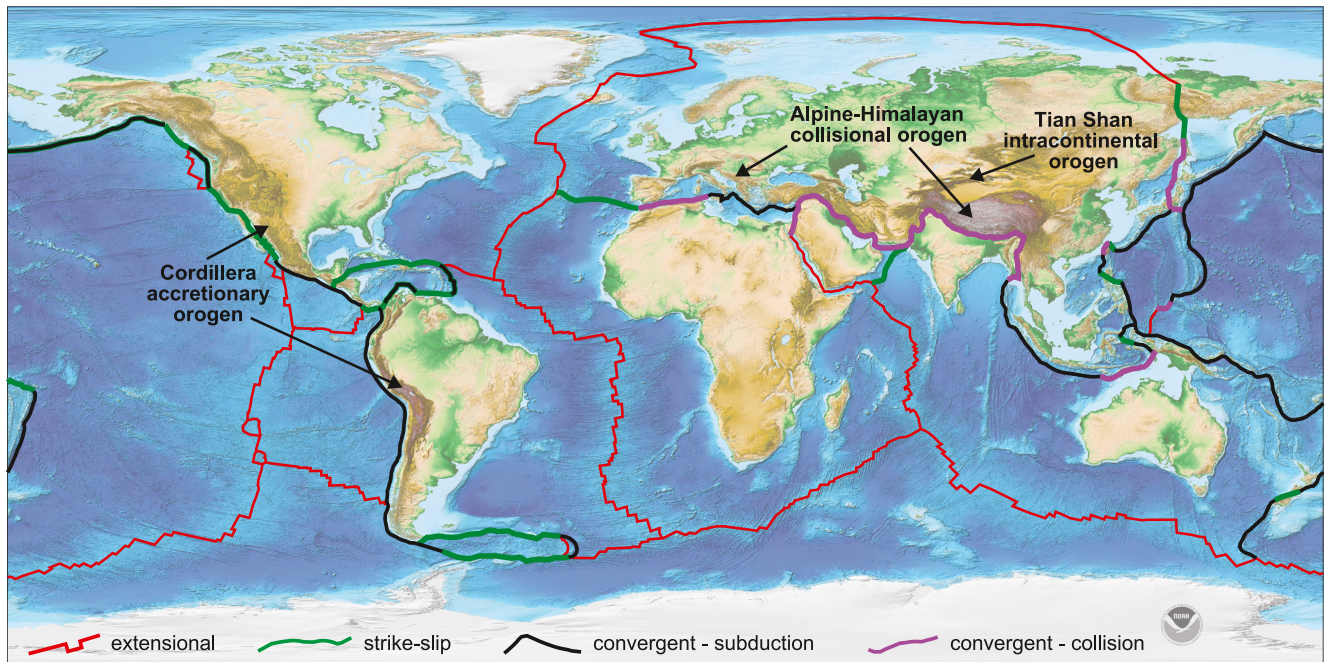 Alpine-Himalayan
collisional orogen
Tian Shan
intracontinental
orogen
Cordillera
accretionary
orogen
extensional
strike-slip
convergent - subduction
convergent - collision
NOAA